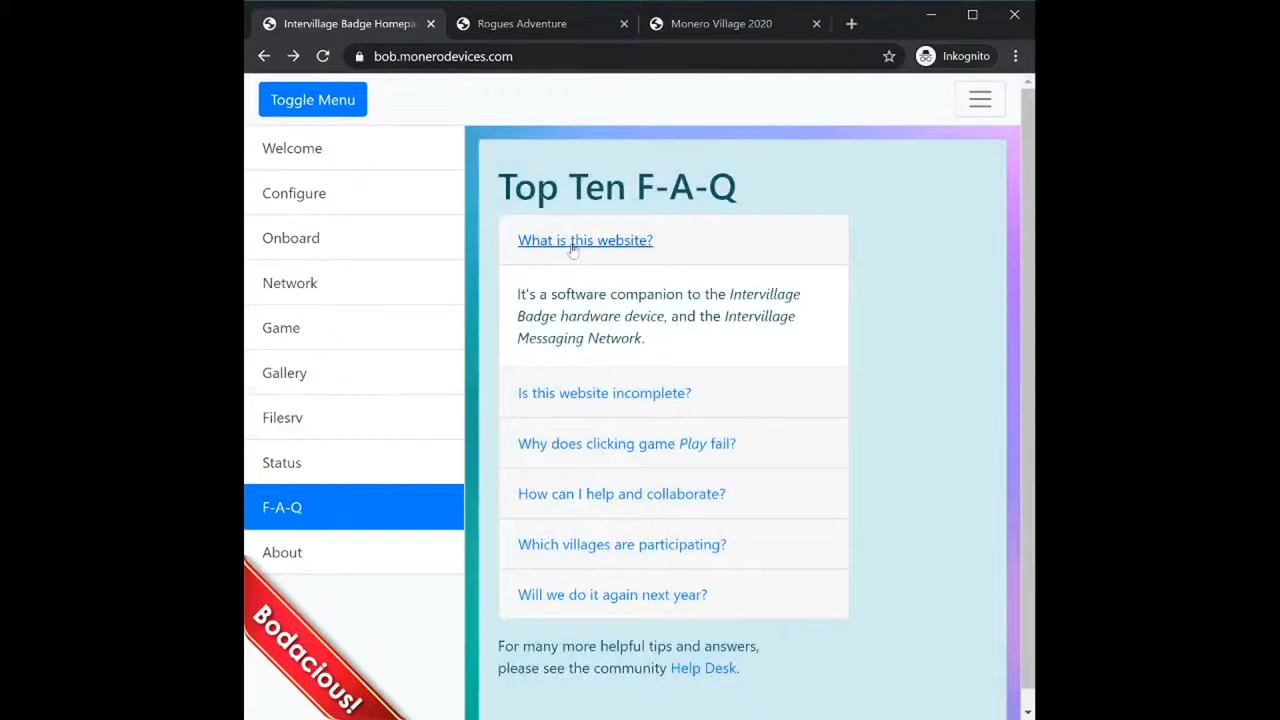 Intervillage Badge Homepa
Rogues Adventure
Monero Village 2020
bob.monerodevices.com
Inkognito
Toggle Menu
Welcome
Configure
Onboard
Network
Game
Gallery
Filesrv
Status
F-A-Q
About
Bodacious!
Top Ten F-A-Q
What is this website?
It's a software companion to the Intervillage
Badge hardware device, and the Intervillage
Messaging Network.
Is this website incomplete?
Why does clicking game Play fail?
How can I help and collaborate?
Which villages are participating?
Will we do it again next year?
For many more helpful tips and answers,
please see the community Help Desk.